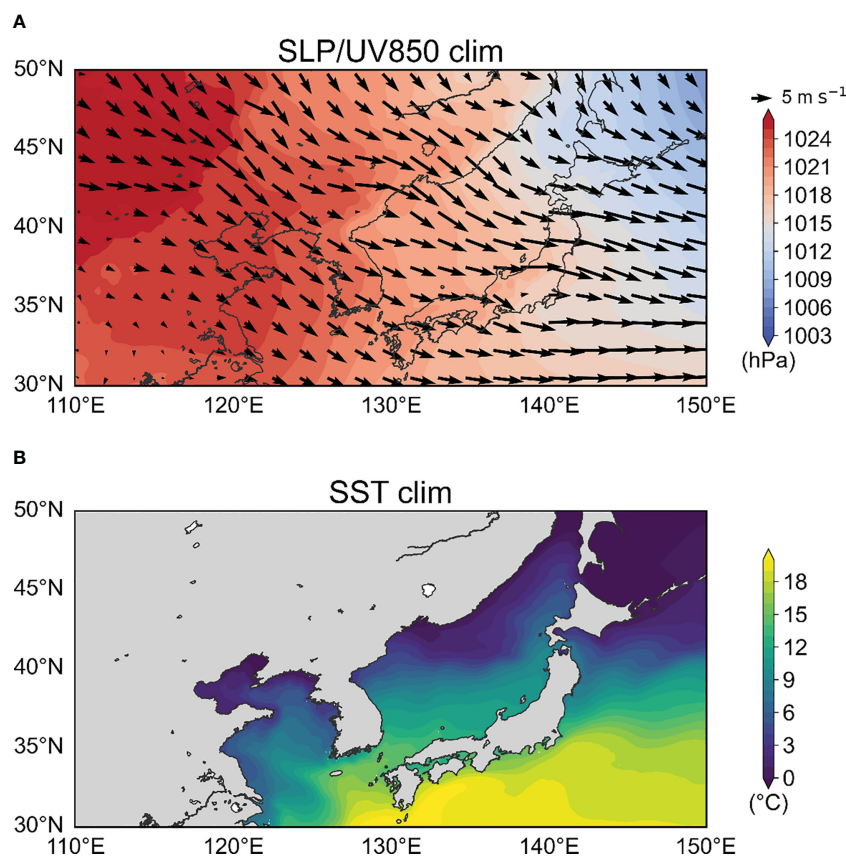 A
SLP/UV850 clim
50°N
45°N
40°N
35°N
30°N
110°E
120°E
130°E
140°E
150°E
5 m s⁻¹
1024
1021
1018
1015
1012
1009
1006
1003
(hPa)
B
SST clim
50°N
45°N
40°N
35°N
30°N
110°E
120°E
130°E
140°E
150°E
18
15
12
9
6
3
0
(°C)